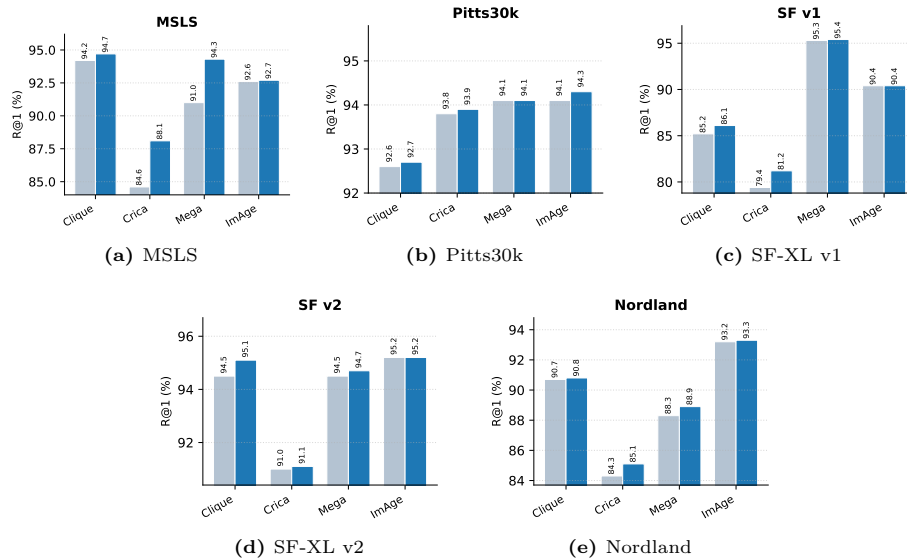 MSLS
R@1 (%)
95.0
92.5
90.0
87.5
85.0
94.2
94.7
84.6
88.1
91.0
94.3
92.6
92.7
Clique
Crica
Mega
ImAge
(a) MSLS
Pitts30k
R@1 (%)
95
94
93
92
92.6
92.7
93.8
93.9
94.1
94.1
94.1
94.3
Clique
Crica
Mega
ImAge
(b) Pitts30k
SF v1
R@1 (%)
95
90
85
80
85.2
86.1
79.4
81.2
95.3
95.4
90.4
90.4
Clique
Crica
Mega
ImAge
(c) SF-XL v1
SF v2
R@1 (%)
96
94
92
94.5
95.1
91.0
91.1
94.5
94.7
95.2
95.2
Clique
Crica
Mega
ImAge
(d) SF-XL v2
Nordland
R@1 (%)
94
92
90
88
86
84
90.7
90.8
84.3
85.1
88.3
88.9
93.2
93.3
Clique
Crica
Mega
ImAge
(e) Nordland